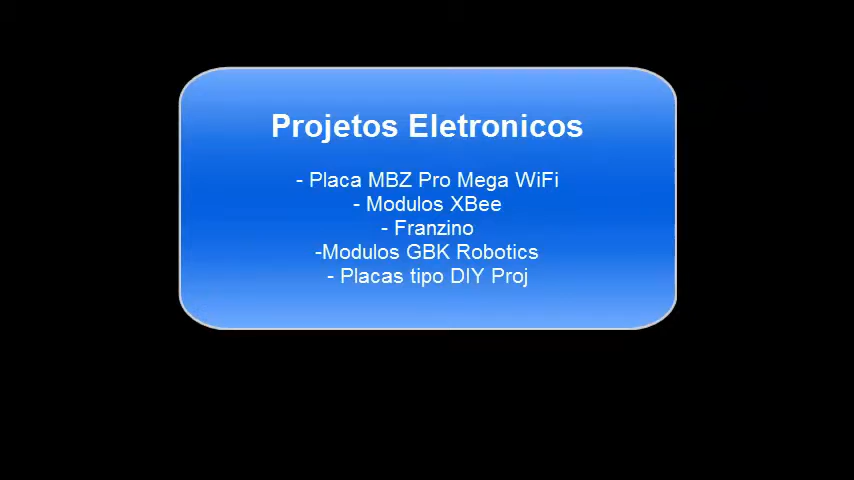 Projetos Eletronicos
- Placa MBZ Pro Mega WiFi
- Modulos XBee
- Franzino
-Modulos GBK Robotics
- Placas tipo DIY Proj